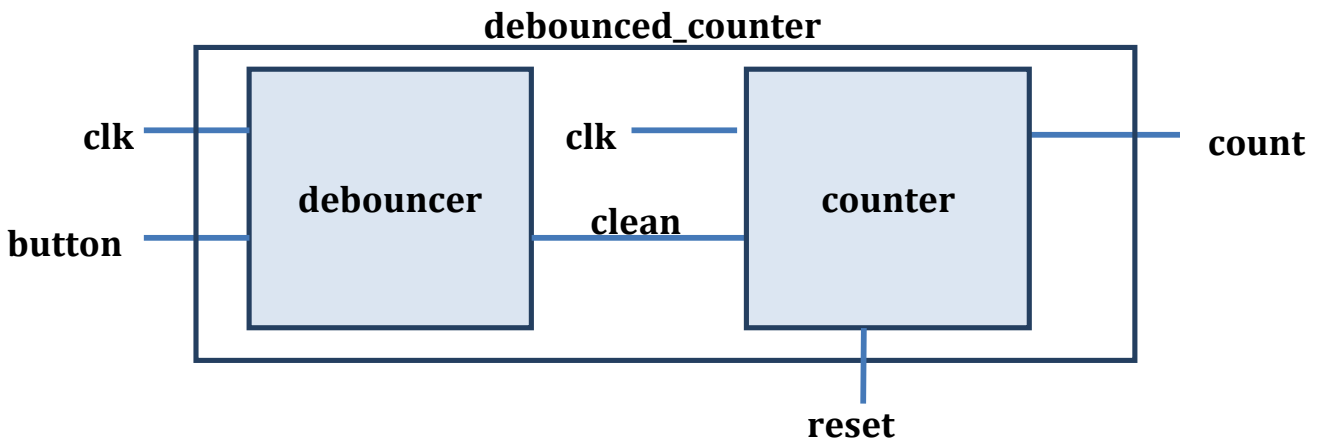 debounced_counter
clk
clk
count
debouncer
counter
clean
button
reset